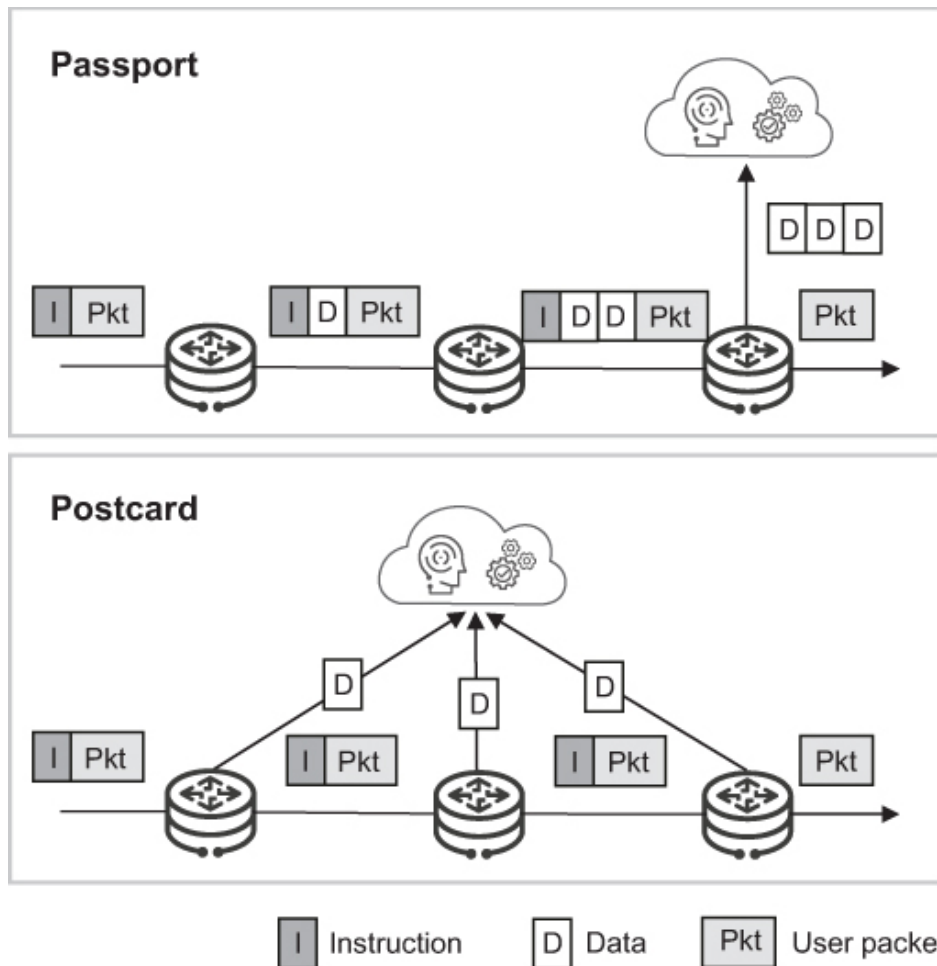 Passport
D D D
I Pkt
I D Pkt
I D D Pkt
Pkt
Postcard
D
D
D
I Pkt
I Pkt
I Pkt
Pkt
I Instruction
D Data
Pkt User packe